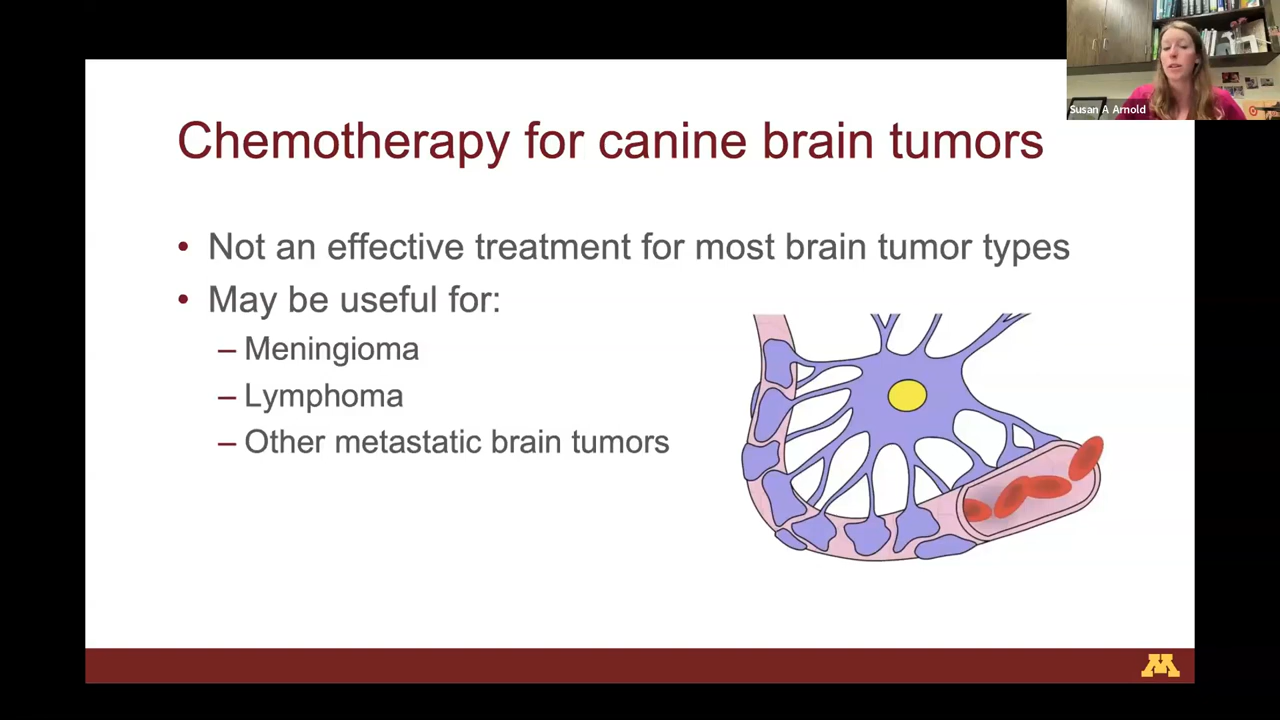 Susan A Arnold
Chemotherapy for canine brain tumors
• Not an effective treatment for most brain tumor types
• May be useful for:
– Meningioma
– Lymphoma
– Other metastatic brain tumors
M